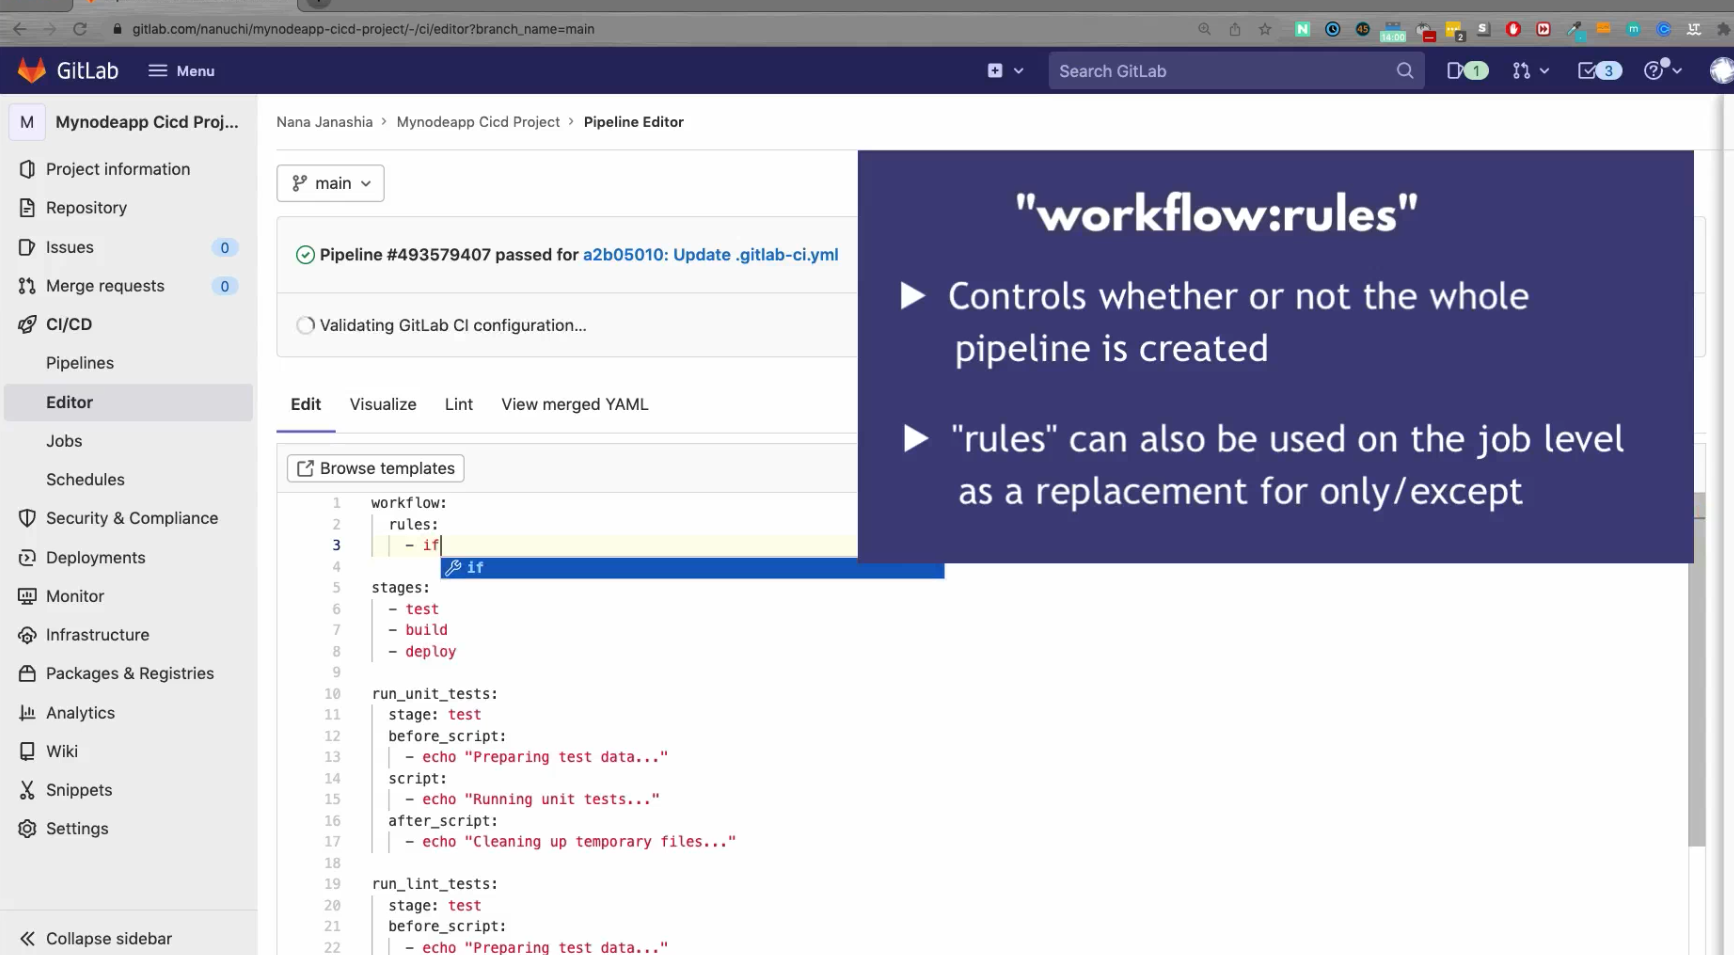 gitlab.com/nanuchi/mynodeapp-cicd-project/-/ci/editor?branch_name=main
N
45
14:00
2
S
m
C
LT
GitLab
Menu
Search GitLab
1
3
M
Mynodeapp Cicd Proj...
Project information
Repository
Issues
0
Merge requests
0
CI/CD
Pipelines
Editor
Jobs
Schedules
Security & Compliance
Deployments
Monitor
Infrastructure
Packages & Registries
Analytics
Wiki
Snippets
Settings
Collapse sidebar
Nana Janashia › Mynodeapp Cicd Project › Pipeline Editor
main
Pipeline #493579407 passed for a2b05010: Update .gitlab-ci.yml
Validating GitLab CI configuration...
Edit
Visualize
Lint
View merged YAML
Browse templates
1 workflow:
2 rules:
3 - if
4
if
5 stages:
6 - test
7 - build
8 - deploy
9
10 run_unit_tests:
11 stage: test
12 before_script:
13 - echo "Preparing test data..."
14 script:
15 - echo "Running unit tests..."
16 after_script:
17 - echo "Cleaning up temporary files..."
18
19 run_lint_tests:
20 stage: test
21 before_script:
22 - echo "Preparing test data..."
"workflow:rules"
Controls whether or not the whole
pipeline is created
"rules" can also be used on the job level
as a replacement for only/except